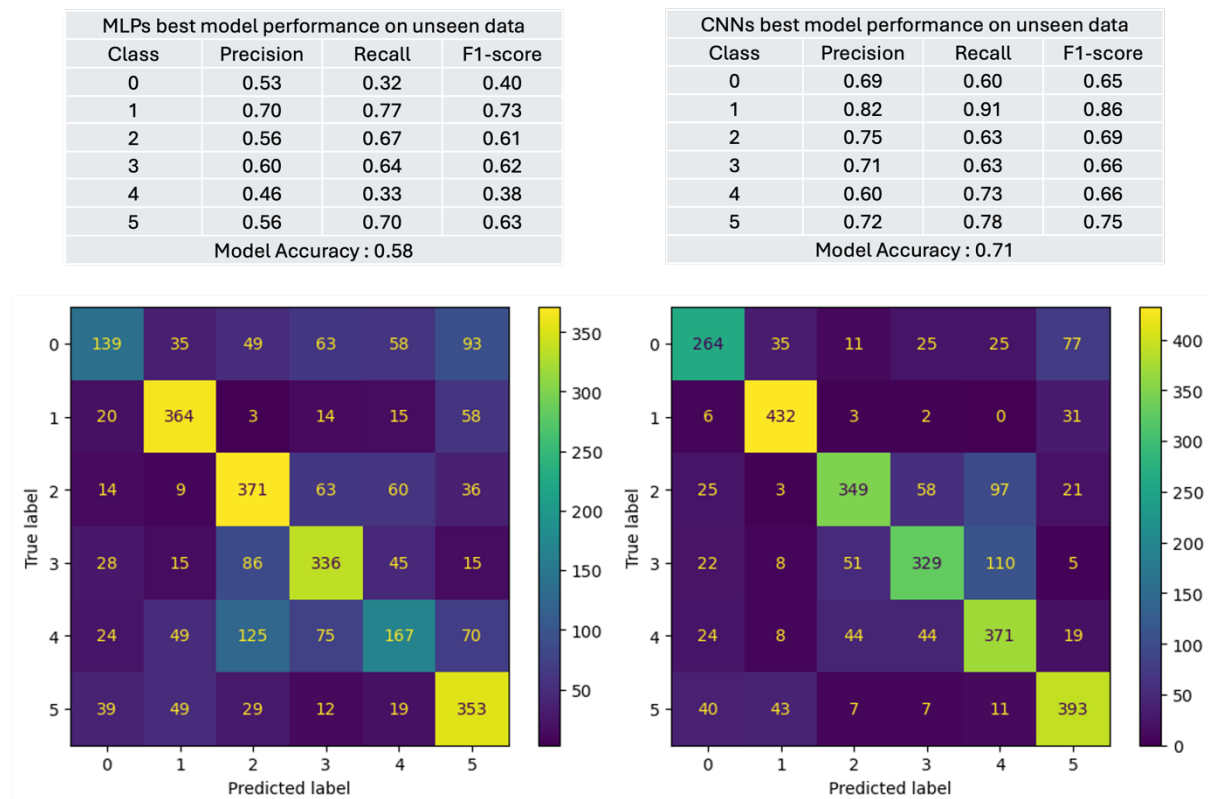 MLPs best model performance on unseen data
Class Precision Recall F1-score
0 0.53 0.32 0.40
1 0.70 0.77 0.73
2 0.56 0.67 0.61
3 0.60 0.64 0.62
4 0.46 0.33 0.38
5 0.56 0.70 0.63
Model Accuracy : 0.58
CNNs best model performance on unseen data
Class Precision Recall F1-score
0 0.69 0.60 0.65
1 0.82 0.91 0.86
2 0.75 0.63 0.69
3 0.71 0.63 0.66
4 0.60 0.73 0.66
5 0.72 0.78 0.75
Model Accuracy : 0.71
True label
0 139 35 49 63 58 93
1 20 364 3 14 15 58
2 14 9 371 63 60 36
3 28 15 86 336 45 15
4 24 49 125 75 167 70
5 39 49 29 12 19 353
0 1 2 3 4 5
Predicted label
350
300
250
200
150
100
50
True label
0 264 35 11 25 25 77
1 6 432 3 2 0 31
2 25 3 349 58 97 21
3 22 8 51 329 110 5
4 24 8 44 44 371 19
5 40 43 7 7 11 393
0 1 2 3 4 5
Predicted label
400
350
300
250
200
150
100
50
0